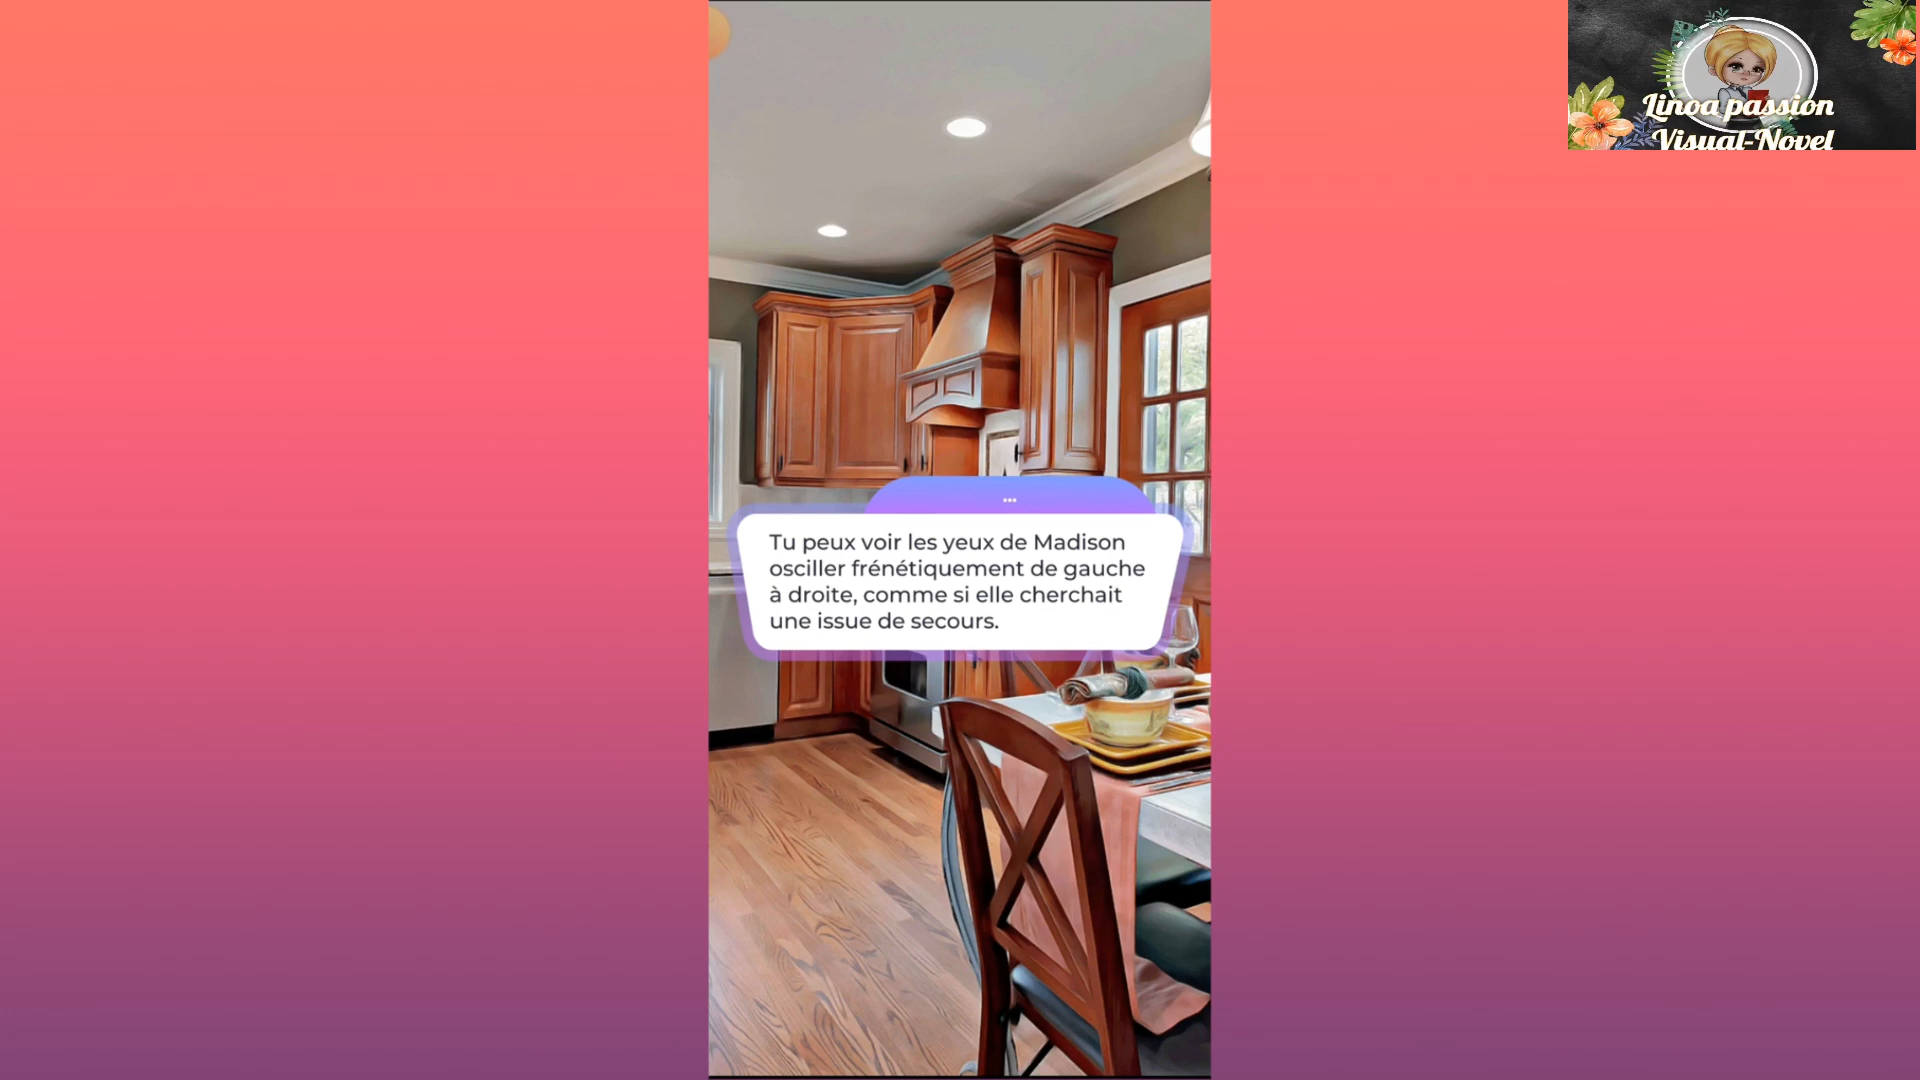 Linoa passion
Visual-Novel
...
Tu peux voir les yeux de Madison
osciller frénétiquement de gauche
à droite, comme si elle cherchait
une issue de secours.